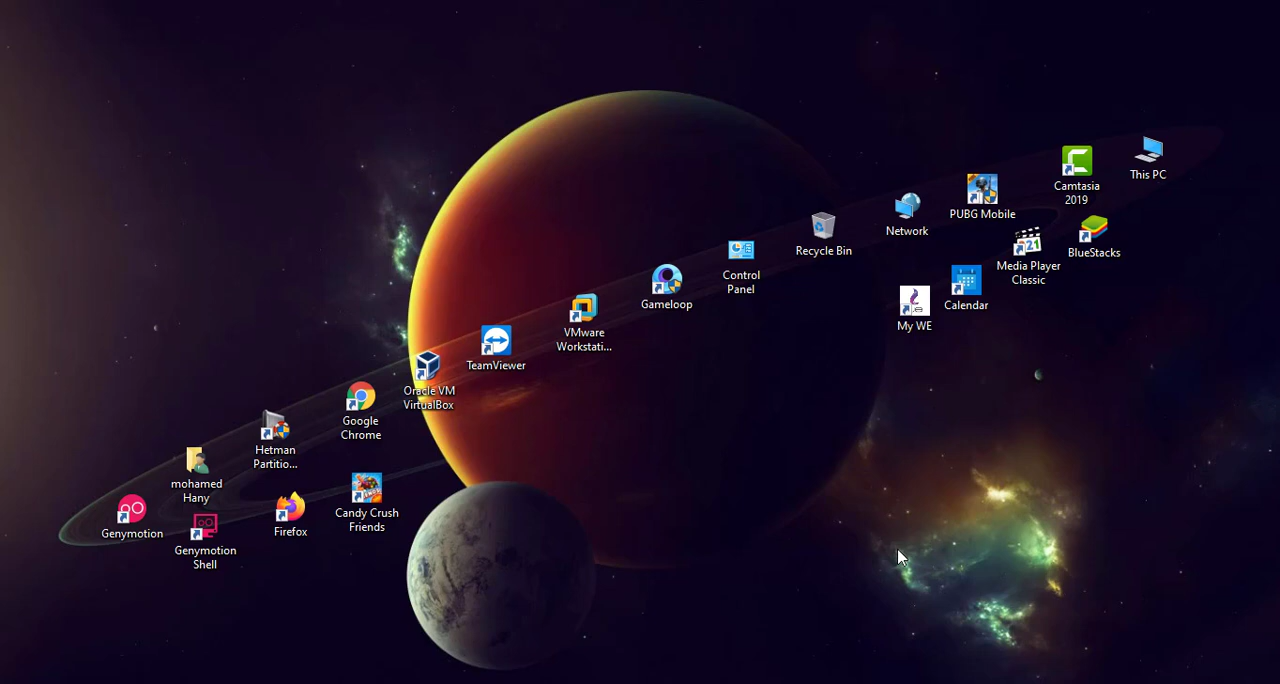 This PC
Camtasia
2019
PUBG Mobile
Network
BlueStacks
Recycle Bin
Media Player
Classic
Control
Panel
Gameloop
Calendar
My WE
VMware
Workstati...
TeamViewer
Oracle VM
VirtualBox
Google
Chrome
Hetman
Partitio...
mohamed
Hany
Candy Crush
Friends
Firefox
Genymotion
Genymotion
Shell